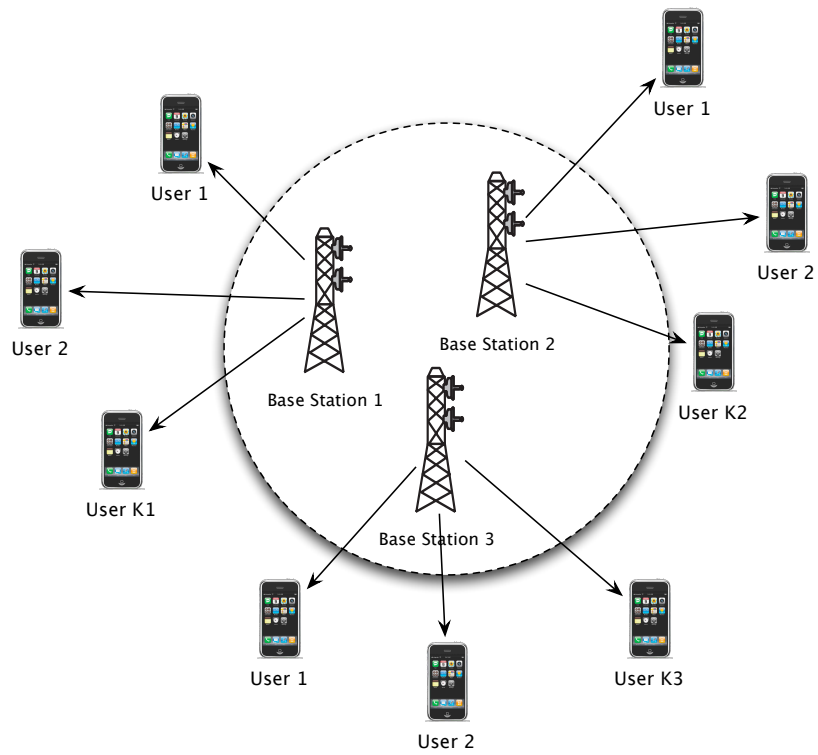 User 1
User 1
User 2
User 2
Base Station 2
Base Station 1
User K2
User K1
Base Station 3
User 1
User K3
User 2